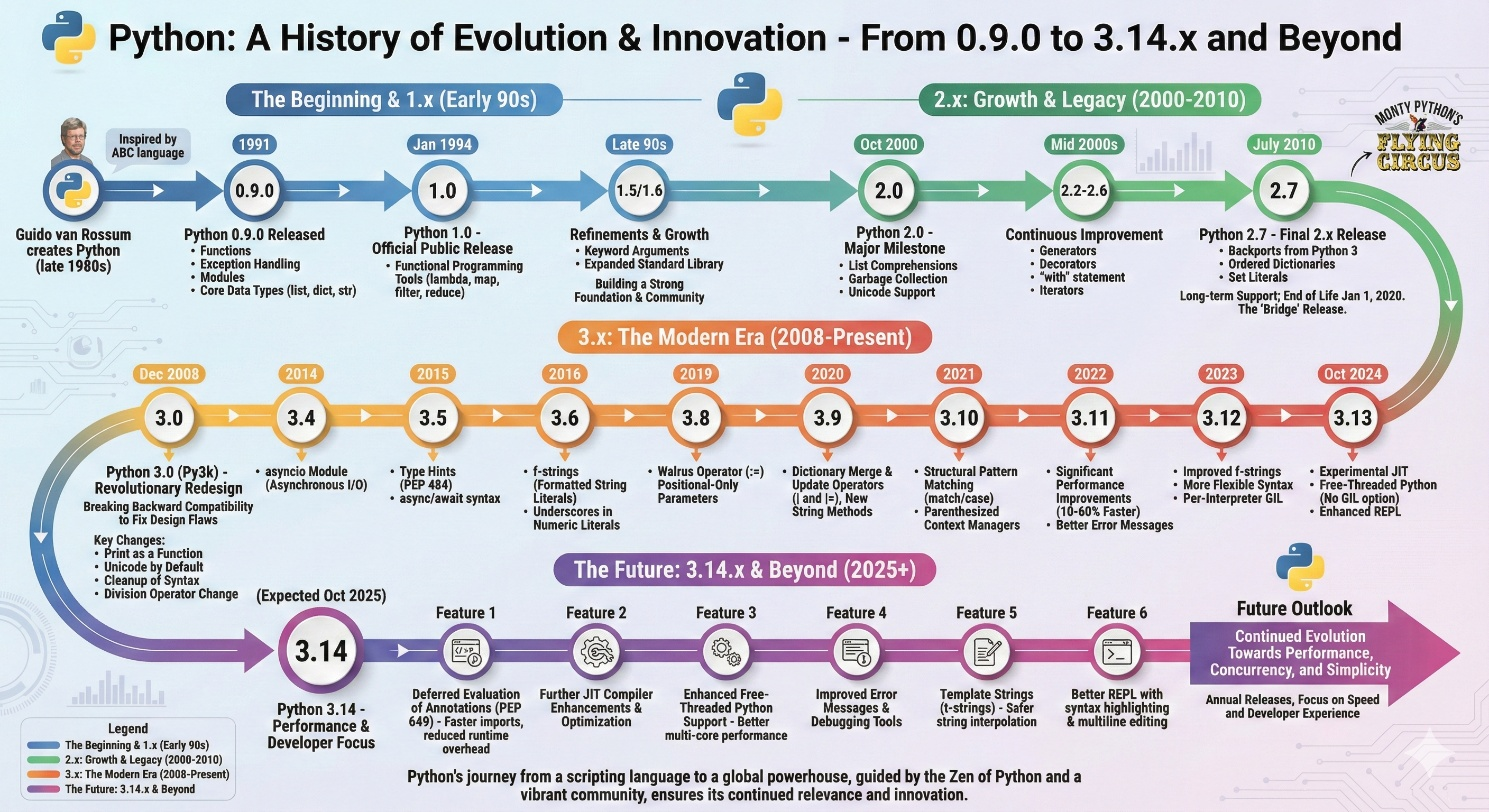 Python: A History of Evolution & Innovation - From 0.9.0 to 3.14.x and Beyond
The Beginning & 1.x (Early 90s)
2.x: Growth & Legacy (2000-2010)
MONTY PYTHON'S
FLYING
CIRCUS
Inspired by
ABC language
Guido van Rossum
creates Python
(late 1980s)
1991
0.9.0
Python 0.9.0 Released
• Functions
• Exception Handling
• Modules
• Core Data Types (list, dict, str)
Jan 1994
1.0
Python 1.0 -
Official Public Release
• Functional Programming
Tools (lambda, map,
filter, reduce)
Late 90s
1.5/1.6
Refinements & Growth
• Keyword Arguments
• Expanded Standard Library
Building a Strong
Foundation & Community
Oct 2000
2.0
Python 2.0 -
Major Milestone
• List Comprehensions
• Garbage Collection
• Unicode Support
Mid 2000s
2.2-2.6
Continuous Improvement
• Generators
• Decorators
• “with” statement
• Iterators
July 2010
2.7
Python 2.7 - Final 2.x Release
• Backports from Python 3
• Ordered Dictionaries
• Set Literals
Long-term Support; End of Life Jan 1, 2020.
The ‘Bridge’ Release.
3.x: The Modern Era (2008-Present)
Dec 2008
3.0
Python 3.0 (Py3k) -
Revolutionary Redesign
Breaking Backward Compatibility
to Fix Design Flaws
Key Changes:
• Print as a Function
• Unicode by Default
• Cleanup of Syntax
• Division Operator Change
2014
3.4
• asyncio Module
(Asynchronous I/O)
2015
3.5
• Type Hints
(PEP 484)
• async/await syntax
2016
3.6
• f-strings
(Formatted String
Literals)
• Underscores in
Numeric Literals
2019
3.8
• Walrus Operator (:=)
Positional-Only
Parameters
2020
3.9
• Dictionary Merge &
Update Operators
(| and |=), New
String Methods
2021
3.10
• Structural Pattern
Matching
(match/case)
• Parenthesized
Context Managers
2022
3.11
• Significant
Performance
Improvements
(10-60% Faster)
• Better Error Messages
2023
3.12
• Improved f-strings
• More Flexible Syntax
• Per-Interpreter GIL
Oct 2024
3.13
• Experimental JIT
• Free-Threaded Python
(No GIL option)
• Enhanced REPL
The Future: 3.14.x & Beyond (2025+)
(Expected Oct 2025)
3.14
Python 3.14 -
Performance &
Developer Focus
Feature 1
Deferred Evaluation
of Annotations (PEP
649) - Faster imports,
reduced runtime
overhead
Feature 2
Further JIT Compiler
Enhancements &
Optimization
Feature 3
Enhanced Free-
Threaded Python
Support - Better
multi-core performance
Feature 4
Improved Error
Messages &
Debugging Tools
Feature 5
Template Strings
(t-strings) - Safer
string interpolation
Feature 6
Better REPL with
syntax highlighting
& multiline editing
Future Outlook
Continued Evolution
Towards Performance,
Concurrency, and Simplicity
Annual Releases, Focus on Speed
and Developer Experience
Legend
The Beginning & 1.x (Early 90s)
2.x: Growth & Legacy (2000-2010)
3.x: The Modern Era (2008-Present)
The Future: 3.14.x & Beyond
Python's journey from a scripting language to a global powerhouse, guided by the Zen of Python and a
vibrant community, ensures its continued relevance and innovation.